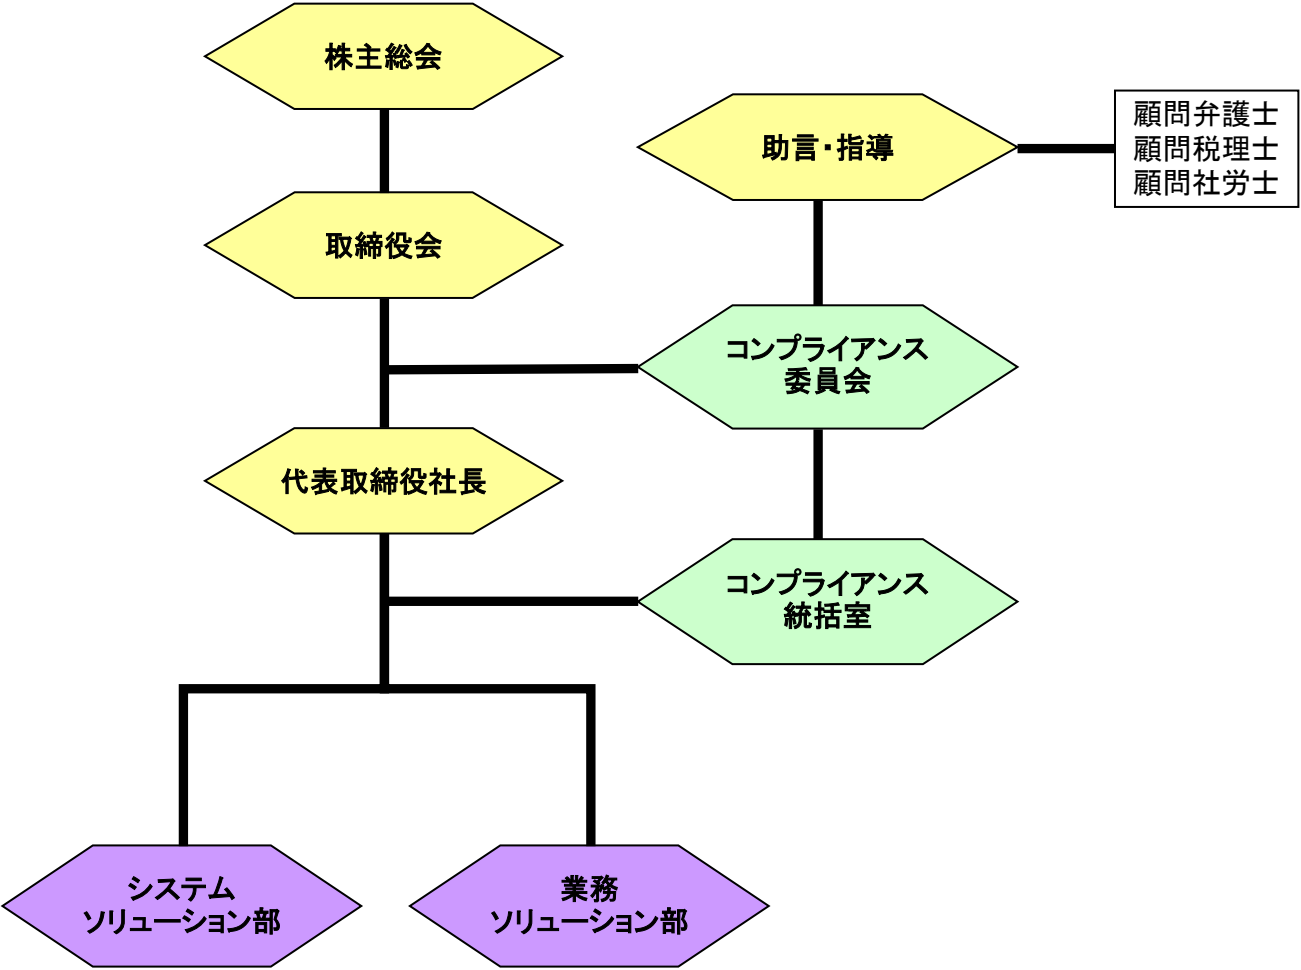 株主総会
助言・指導
顧問弁護士
顧問税理士
顧問社労士
取締役会
コンプライアンス
委員会
代表取締役社長
コンプライアンス
統括室
システム
ソリューション部
業務
ソリューション部